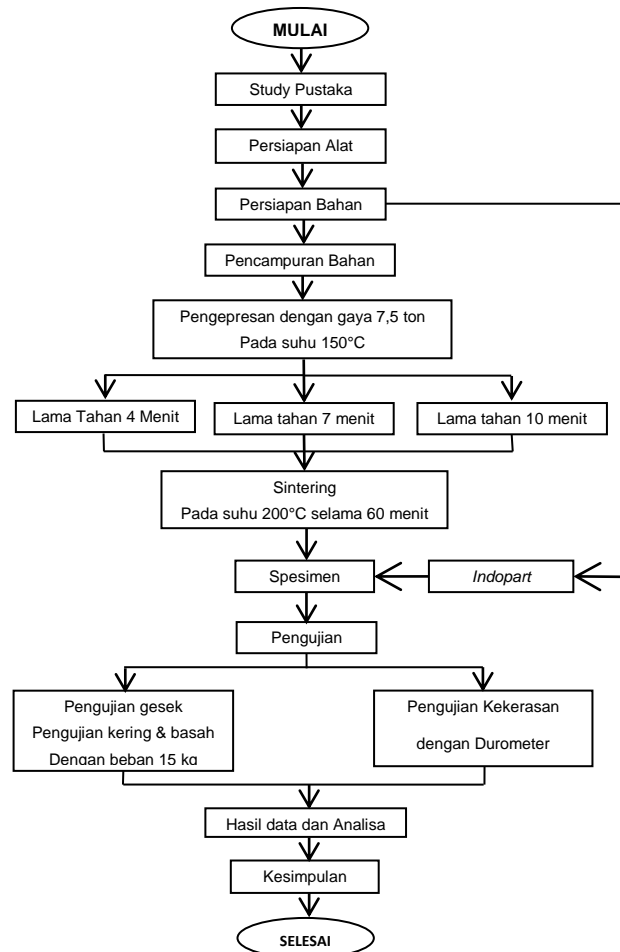 MULAI
Study Pustaka
Persiapan Alat
Persiapan Bahan
Pencampuran Bahan
Pengepresan dengan gaya 7,5 ton
Pada suhu 150°C
Lama Tahan 4 Menit
Lama tahan 7 menit
Lama tahan 10 menit
Sintering
Pada suhu 200°C selama 60 menit
Spesimen
Indopart
Pengujian
Pengujian gesek
Pengujian kering & basah
Dengan beban 15 kg
Pengujian Kekerasan
dengan Durometer
Hasil data dan Analisa
Kesimpulan
SELESAI